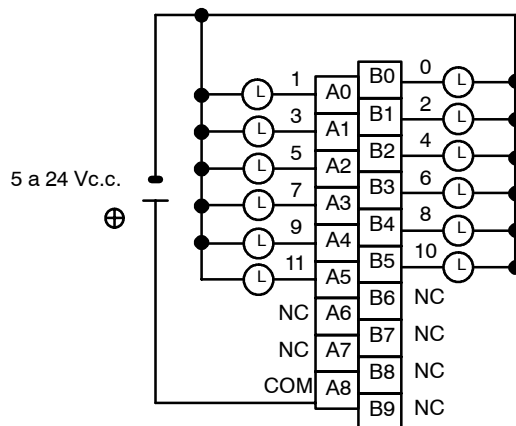 B0 0
1 L A0 L
B1 2
3 L A1 L
B2 4
5 L A2 L
5 a 24 Vc.c. B3 6
7 L A3 L
B4 8
9 L A4 L
B5 10
11 L A5 L
B6 NC
NC A6
B7 NC
NC A7
B8 NC
COM A8
B9 NC